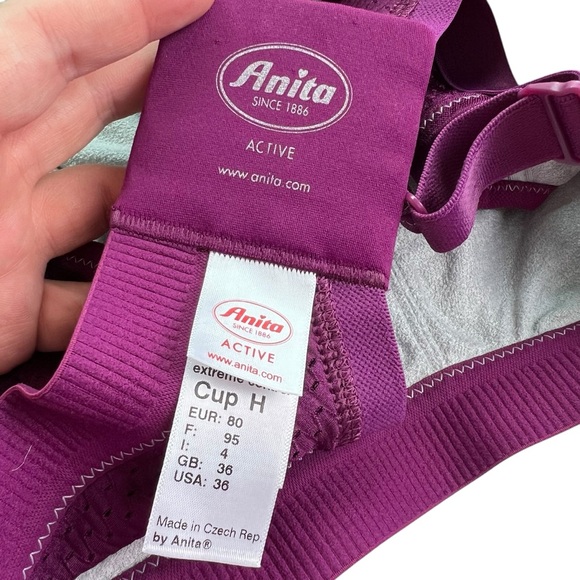 Anita
SINCE 1886
ACTIVE
www.anita.com
Anita
SINCE 1886
ACTIVE
www.anita.com
extreme
Cup H
EUR: 80
F: 95
I: 4
GB: 36
USA: 36
Made in Czech Rep.
by Anita®